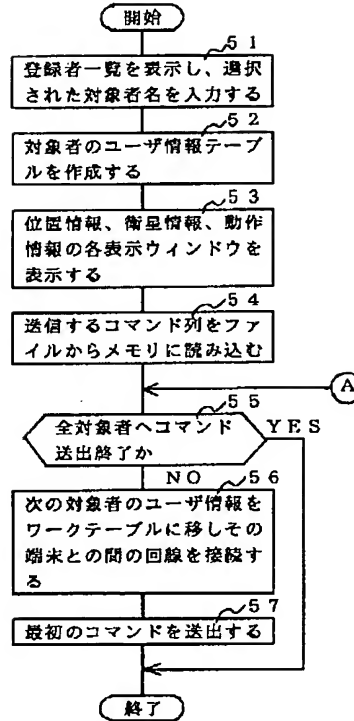 開始
51
登録者一覧を表示し、選択
された対象者名を入力する
52
対象者のユーザ情報テーブ
ルを作成する
53
位置情報、衛星情報、動作
情報の各表示ウィンドウを
表示する
54
送信するコマンド列をファ
イルからメモリに読み込む
A
55
全対象者へコマンド
送出終了か
YES
NO
56
次の対象者のユーザ情報を
ワークテーブルに移しその
端末との間の回線を接続す
る
57
最初のコマンドを送出する
終了